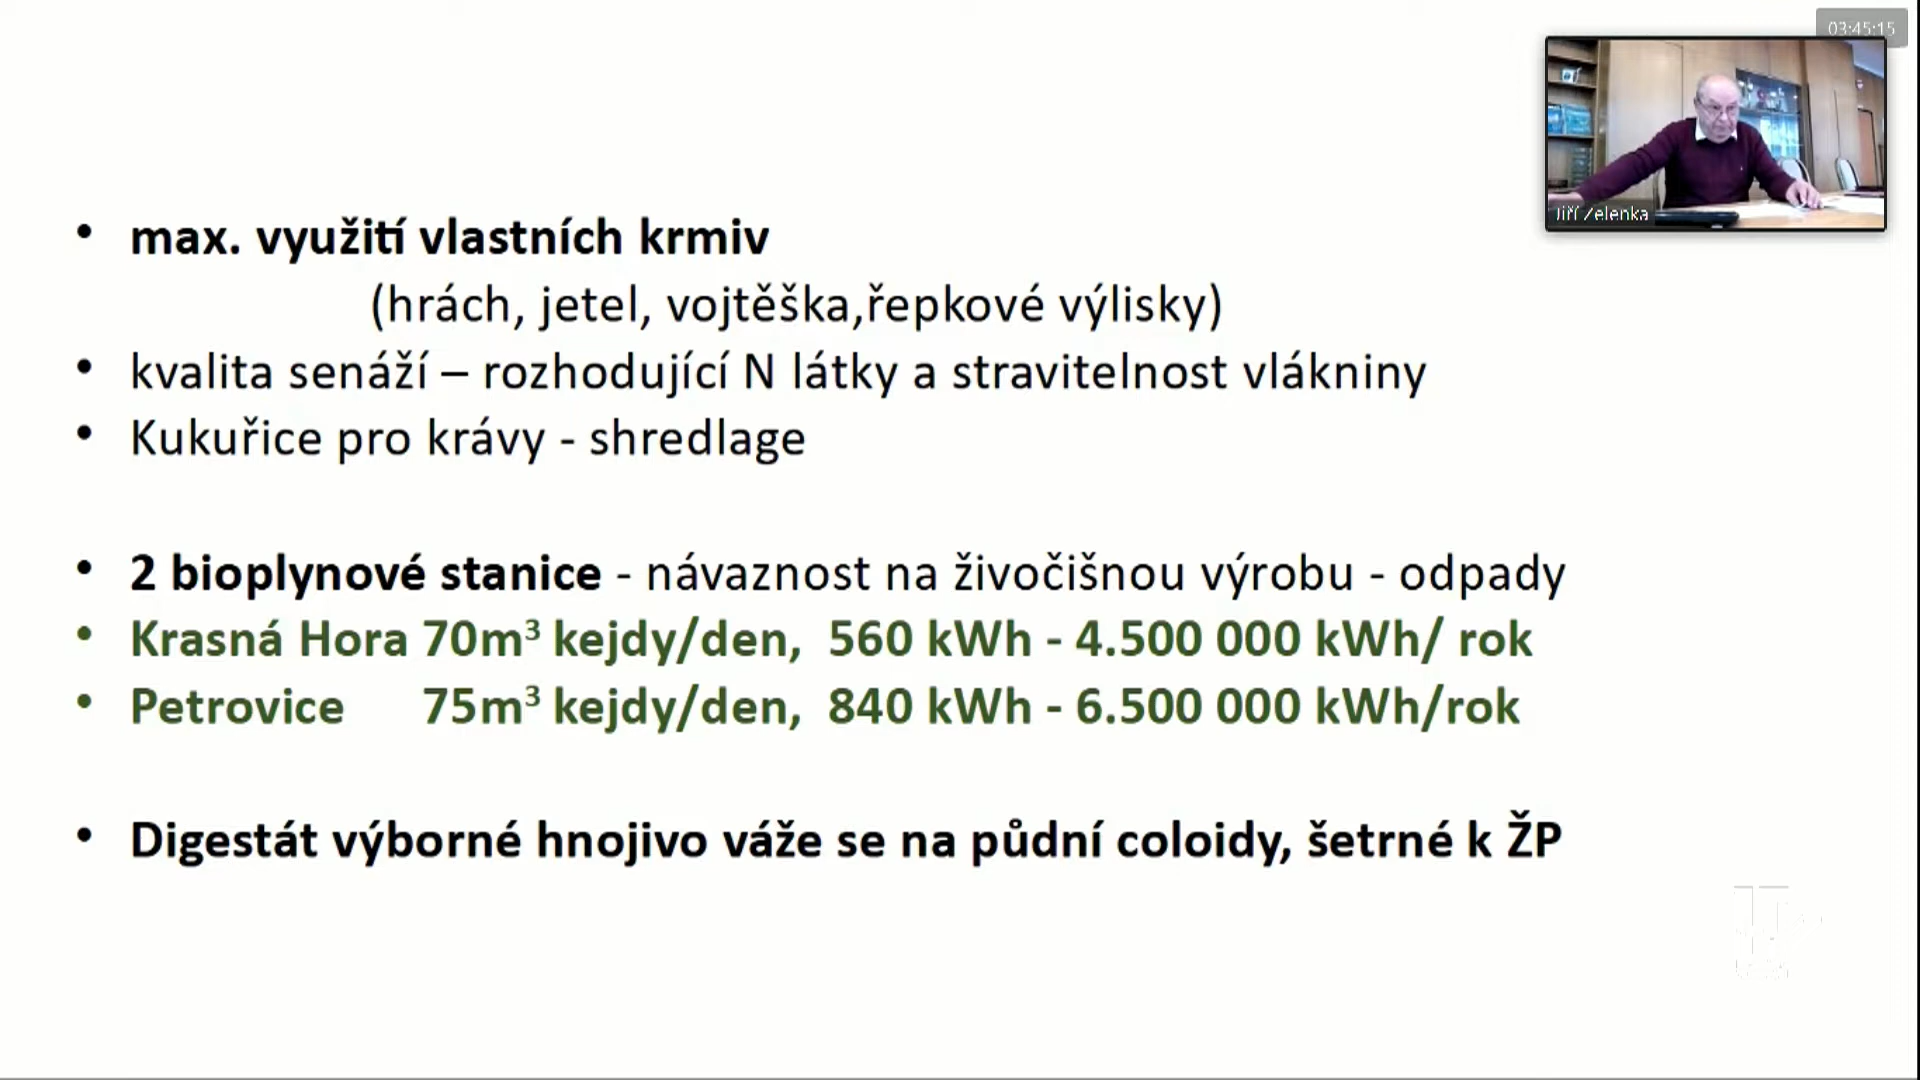 03:45:15
Jiří Zelenka
• max. využití vlastních krmiv
(hrách, jetel, vojtěška,řepkové výlisky)
• kvalita senáží – rozhodující N látky a stravitelnost vlákniny
• Kukuřice pro krávy - shredlage
• 2 bioplynové stanice - návaznost na živočišnou výrobu - odpady
• Krasná Hora 70m³ kejdy/den, 560 kWh - 4.500 000 kWh/ rok
• Petrovice 75m³ kejdy/den, 840 kWh - 6.500 000 kWh/rok
• Digestát výborné hnojivo váže se na půdní coloidy, šetrné k ŽP